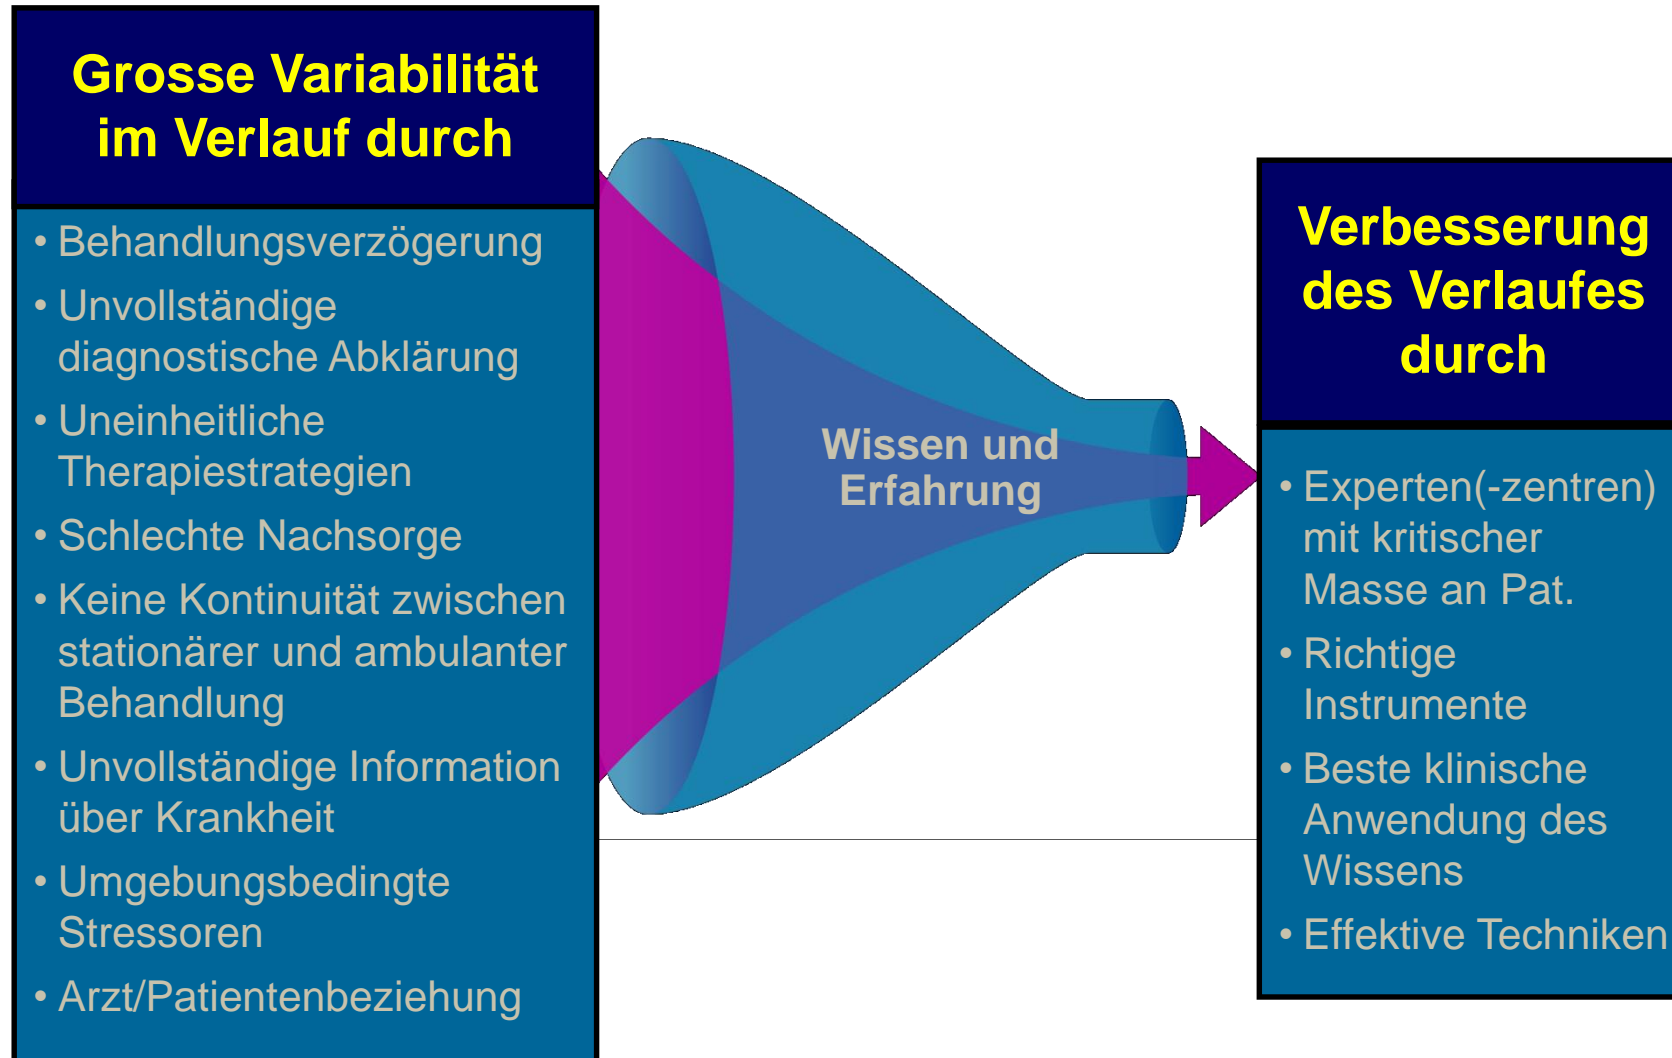 Grosse Variabilität
im Verlauf durch
• Behandlungsverzögerung
• Unvollständige
diagnostische Abklärung
• Uneinheitliche
Therapiestrategien
• Schlechte Nachsorge
• Keine Kontinuität zwischen
stationärer und ambulanter
Behandlung
• Unvollständige Information
über Krankheit
• Umgebungsbedingte
Stressoren
• Arzt/Patientenbeziehung
Wissen und
Erfahrung
Verbesserung
des Verlaufes
durch
• Experten(-zentren)
mit kritischer
Masse an Pat.
• Richtige
Instrumente
• Beste klinische
Anwendung des
Wissens
• Effektive Techniken